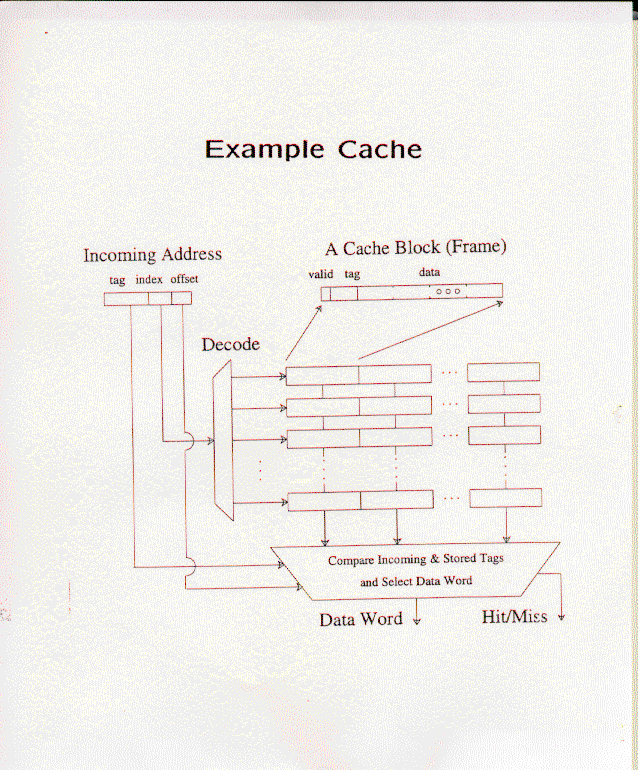 Example Cache
Incoming Address
tag index offset
A Cache Block (Frame)
valid tag data
Decode
Compare Incoming & Stored Tags
and Select Data Word
Data Word
Hit/Miss